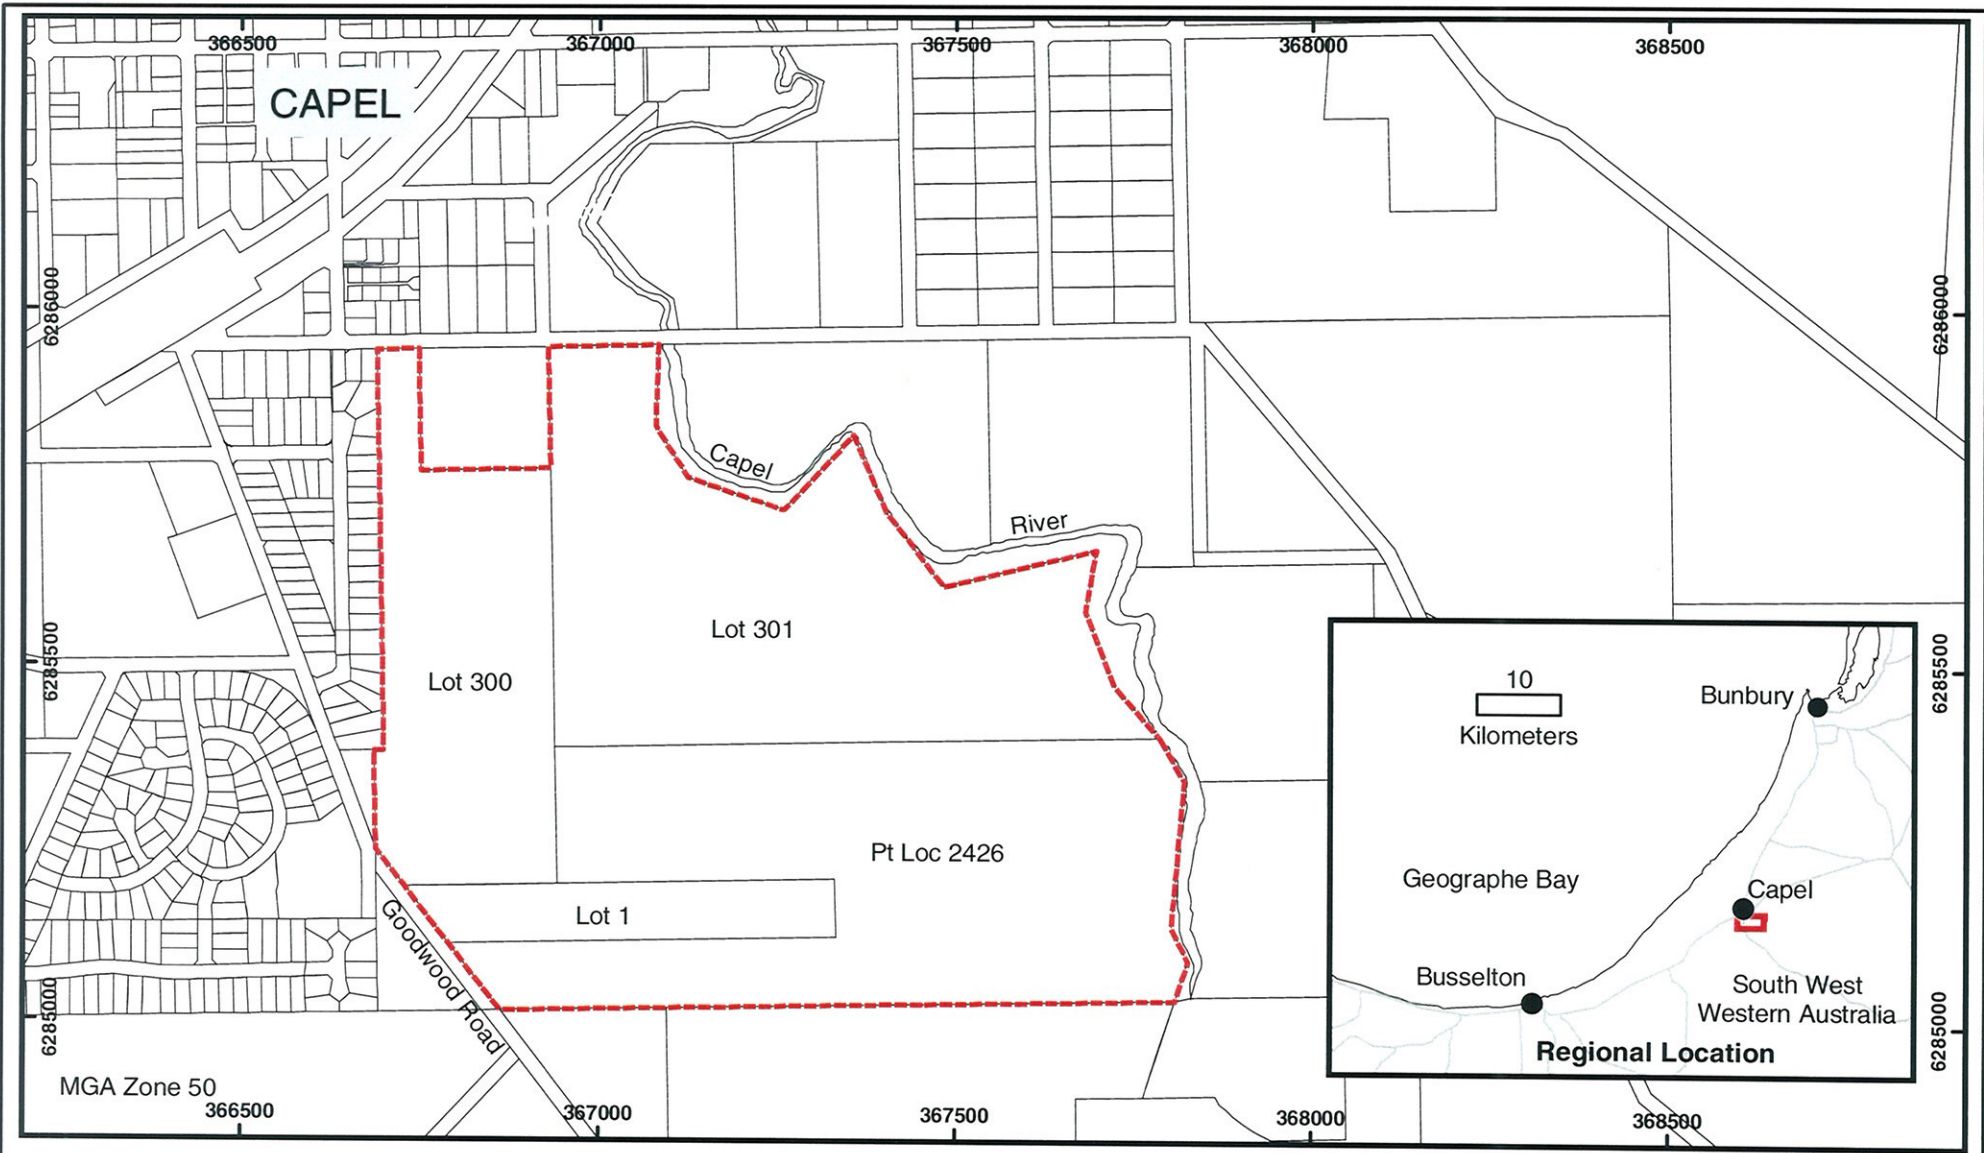 366500
367000
367500
368000
368500
CAPEL
6286000
6286000
Capel
River
Lot 301
Lot 300
6285500
6285500
Pt Loc 2426
Lot 1
Goodwood Road
6285000
6285000
10
Kilometers
Bunbury
Geographe Bay
Capel
Busselton
South West
Western Australia
Regional Location
MGA Zone 50
366500
367000
367500
368000
368500